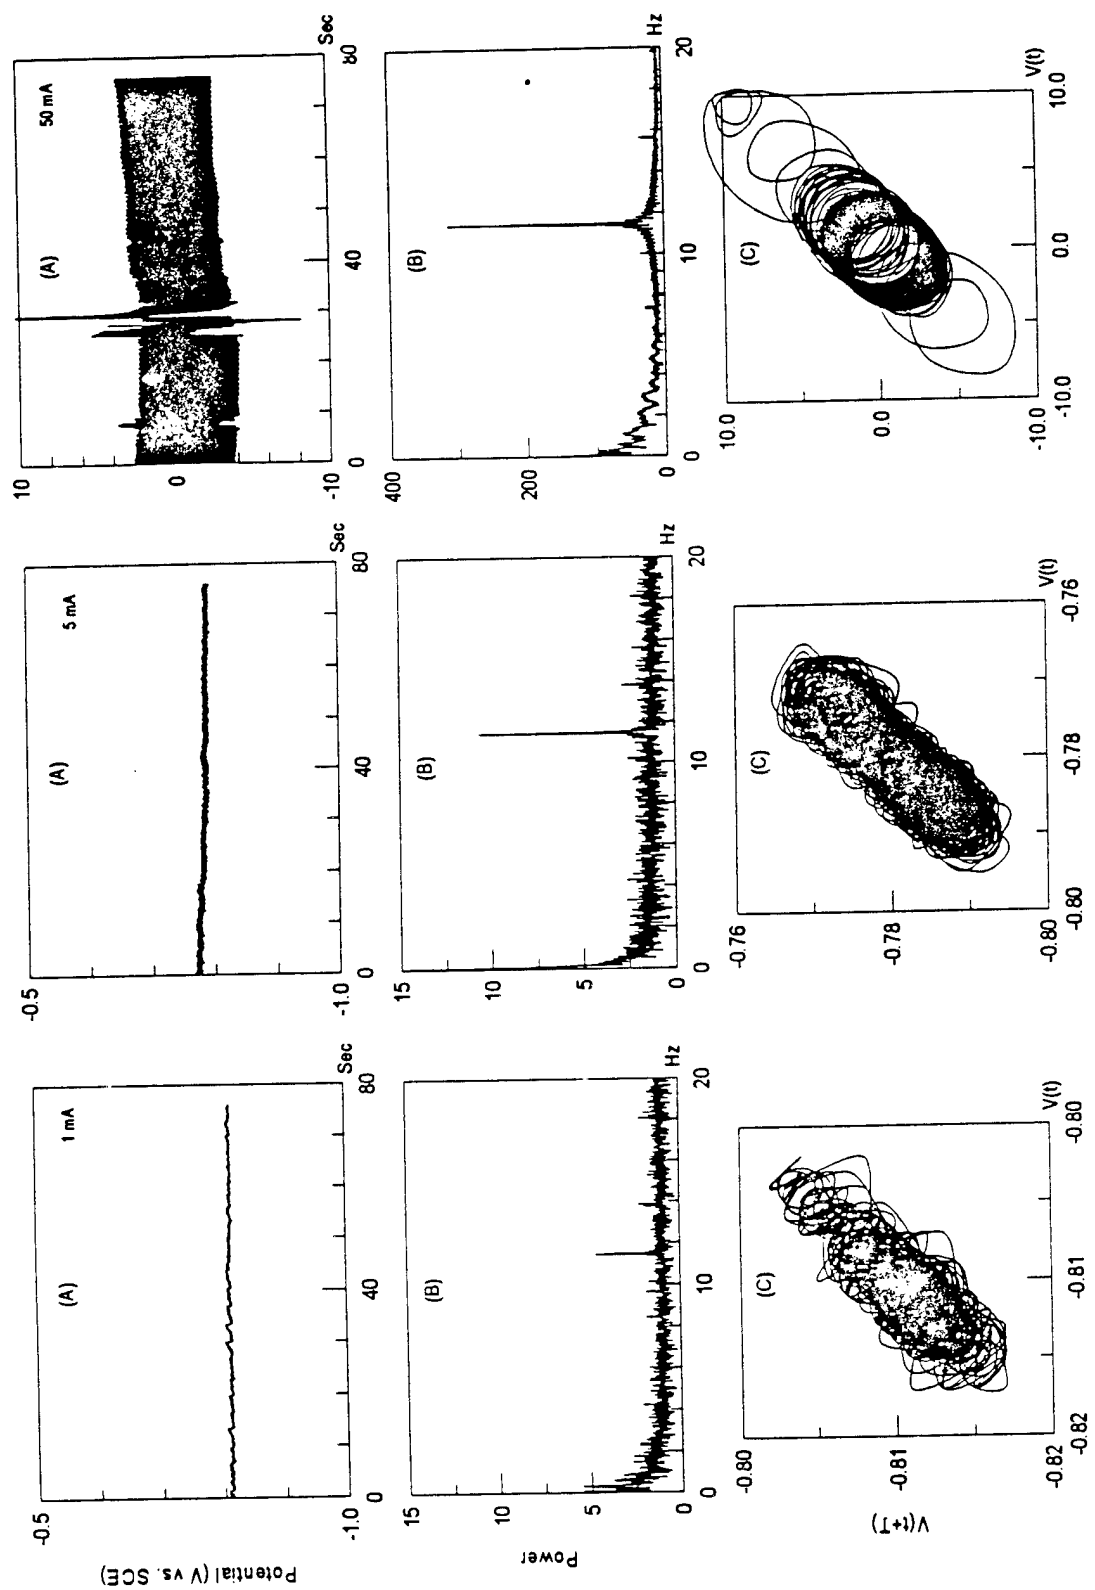 Potential (V vs. SCE)
-0.5
-1.0
(A)
1 mA
0
40
80
Sec
-0.5
-1.0
(A)
5 mA
0
40
80
Sec
10
0
-10
(A)
50 mA
0
40
80
Sec
Power
15
10
5
0
(B)
0
10
20
Hz
15
10
5
0
(B)
0
10
20
Hz
400
200
0
(B)
0
10
20
Hz
V(t+T)
-0.80
-0.81
-0.82
(C)
-0.82
-0.81
-0.80
V(t)
-0.76
-0.78
-0.80
(C)
-0.80
-0.78
-0.76
V(t)
10.0
0.0
-10.0
(C)
-10.0
0.0
10.0
V(t)